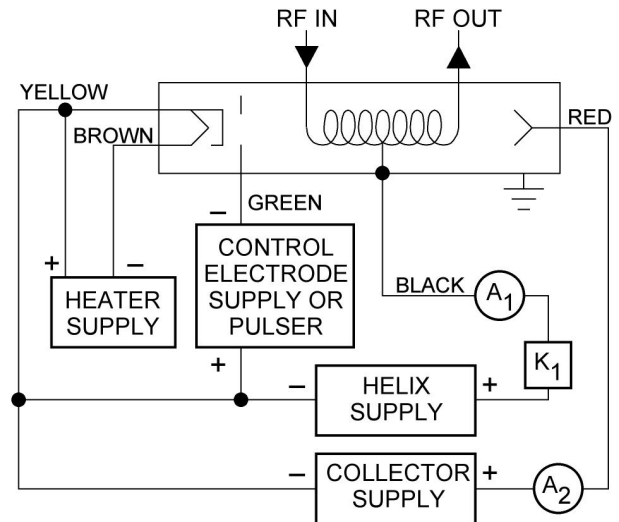 RF IN
RF OUT
YELLOW
BROWN
RED
GREEN
–
+
–
HEATER
SUPPLY
CONTROL
ELECTRODE
SUPPLY OR
PULSER
+
BLACK
A1
K1
–
HELIX
SUPPLY
+
–
COLLECTOR
SUPPLY
+
A2